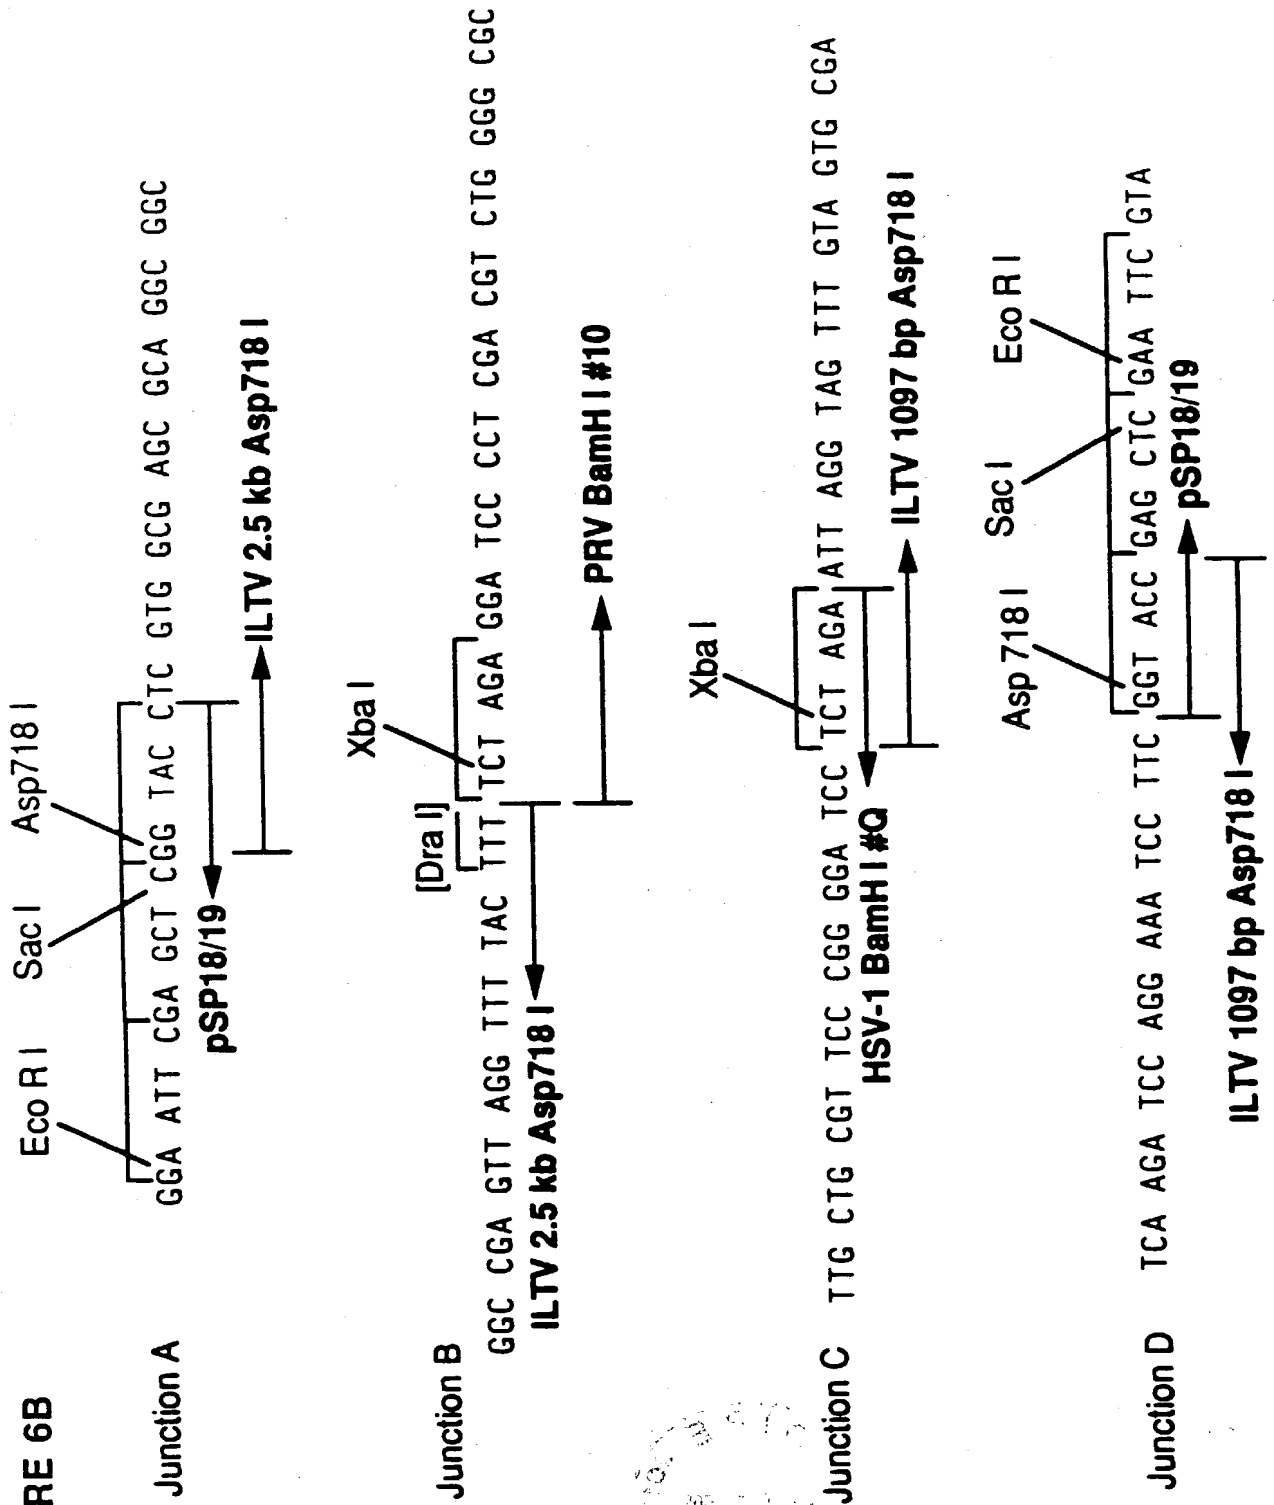 RE 6B
Eco R I Sac I Asp718 I
Junction A GGA ATT CGA GCT CGG TAC CTC GTG GCG AGC GCA GGC GGC
pSP18/19
ILTV 2.5 kb Asp718 I
[Dra I] Xba I
Junction B
GGC CGA GTT AGG TTT TAC TTT TCT AGA GGA TCC CCT CGA CGT CTG GGG CGC
ILTV 2.5 kb Asp718 I
PRV BamH I #10
Xba I
Junction C TTG CTG CGT TCC CGG GGA TCC TCT AGA ATT AGG TAG TTT GTA GTG CGA
HSV-1 BamH I #Q
ILTV 1097 bp Asp718 I
Asp 718 I Sac I Eco R I
Junction D TCA AGA TCC AGG AAA TCC TTC GGT ACC GAG CTC GAA TTC GTA
pSP18/19
ILTV 1097 bp Asp718 I